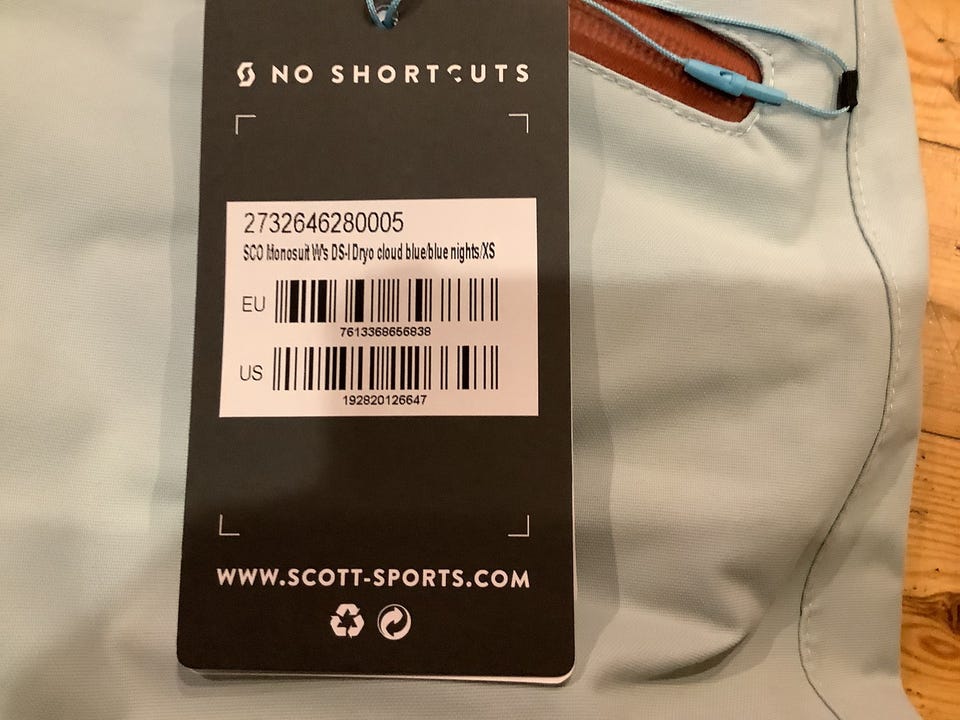 NO SHORTCUTS
2732646280005
SCO Monosuit W's DS-I Dryo cloud blue/blue nights/XS
EU
7613368656838
US
192820126647
WWW.SCOTT-SPORTS.COM